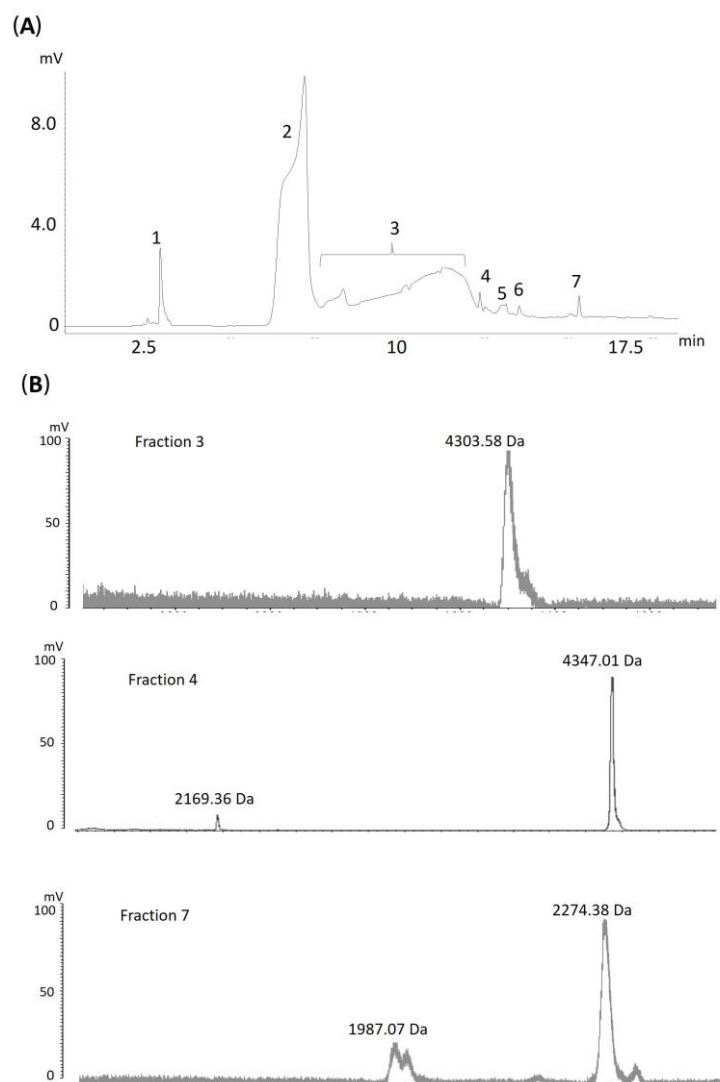 (A)
mV
8.0
4.0
0
1
2
3
4
5
6
7
2.5
10
17.5
min
(B)
mV
100
50
0
Fraction 3
4303.58 Da
mV
100
50
0
Fraction 4
2169.36 Da
4347.01 Da
mV
100
50
0
Fraction 7
1987.07 Da
2274.38 Da